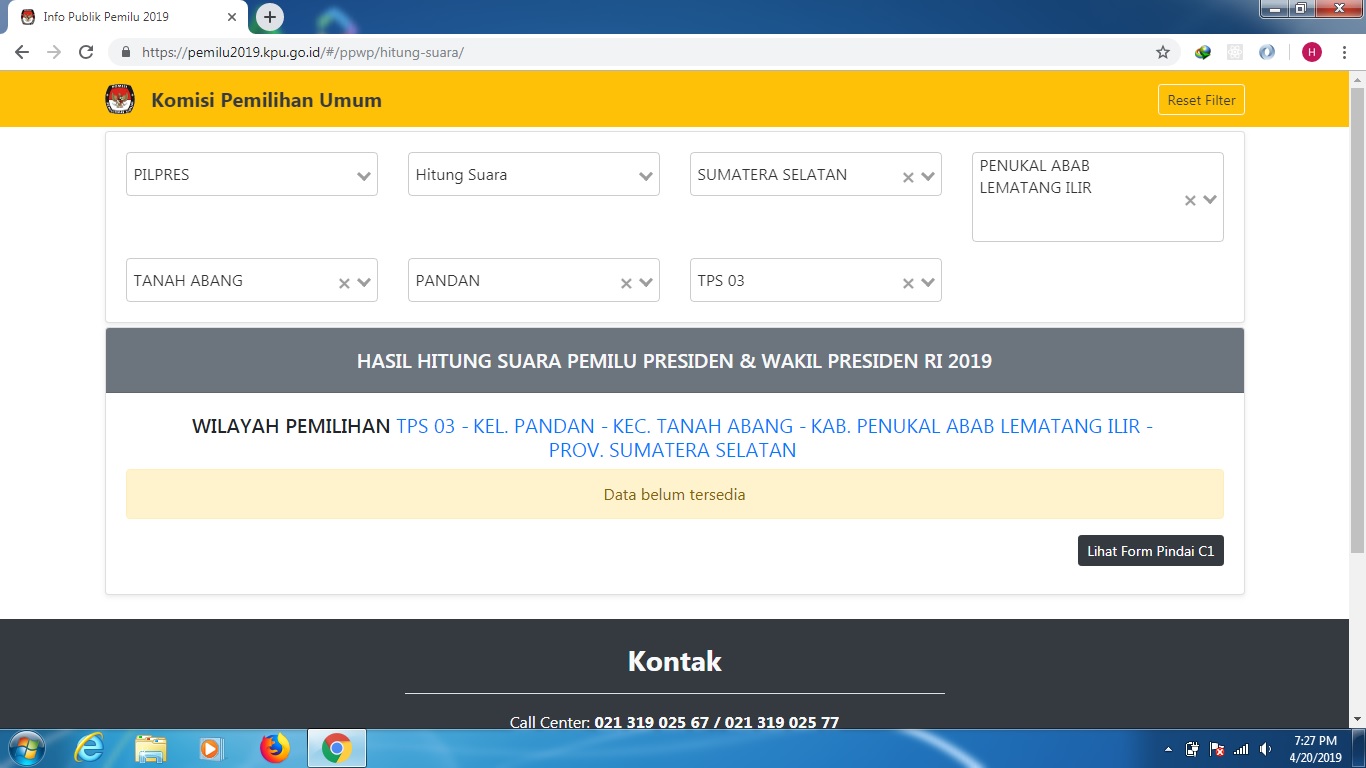 Info Publik Pemilu 2019
https://pemilu2019.kpu.go.id/#/ppwp/hitung-suara/
H
Komisi Pemilihan Umum
Reset Filter
PILPRES
Hitung Suara
SUMATERA SELATAN
PENUKAL ABAB
LEMATANG ILIR
TANAH ABANG
PANDAN
TPS 03
HASIL HITUNG SUARA PEMILU PRESIDEN & WAKIL PRESIDEN RI 2019
WILAYAH PEMILIHAN TPS 03 - KEL. PANDAN - KEC. TANAH ABANG - KAB. PENUKAL ABAB LEMATANG ILIR -
PROV. SUMATERA SELATAN
Data belum tersedia
Lihat Form Pindai C1
Kontak
Call Center: 021 319 025 67 / 021 319 025 77
7:27 PM
4/20/2019